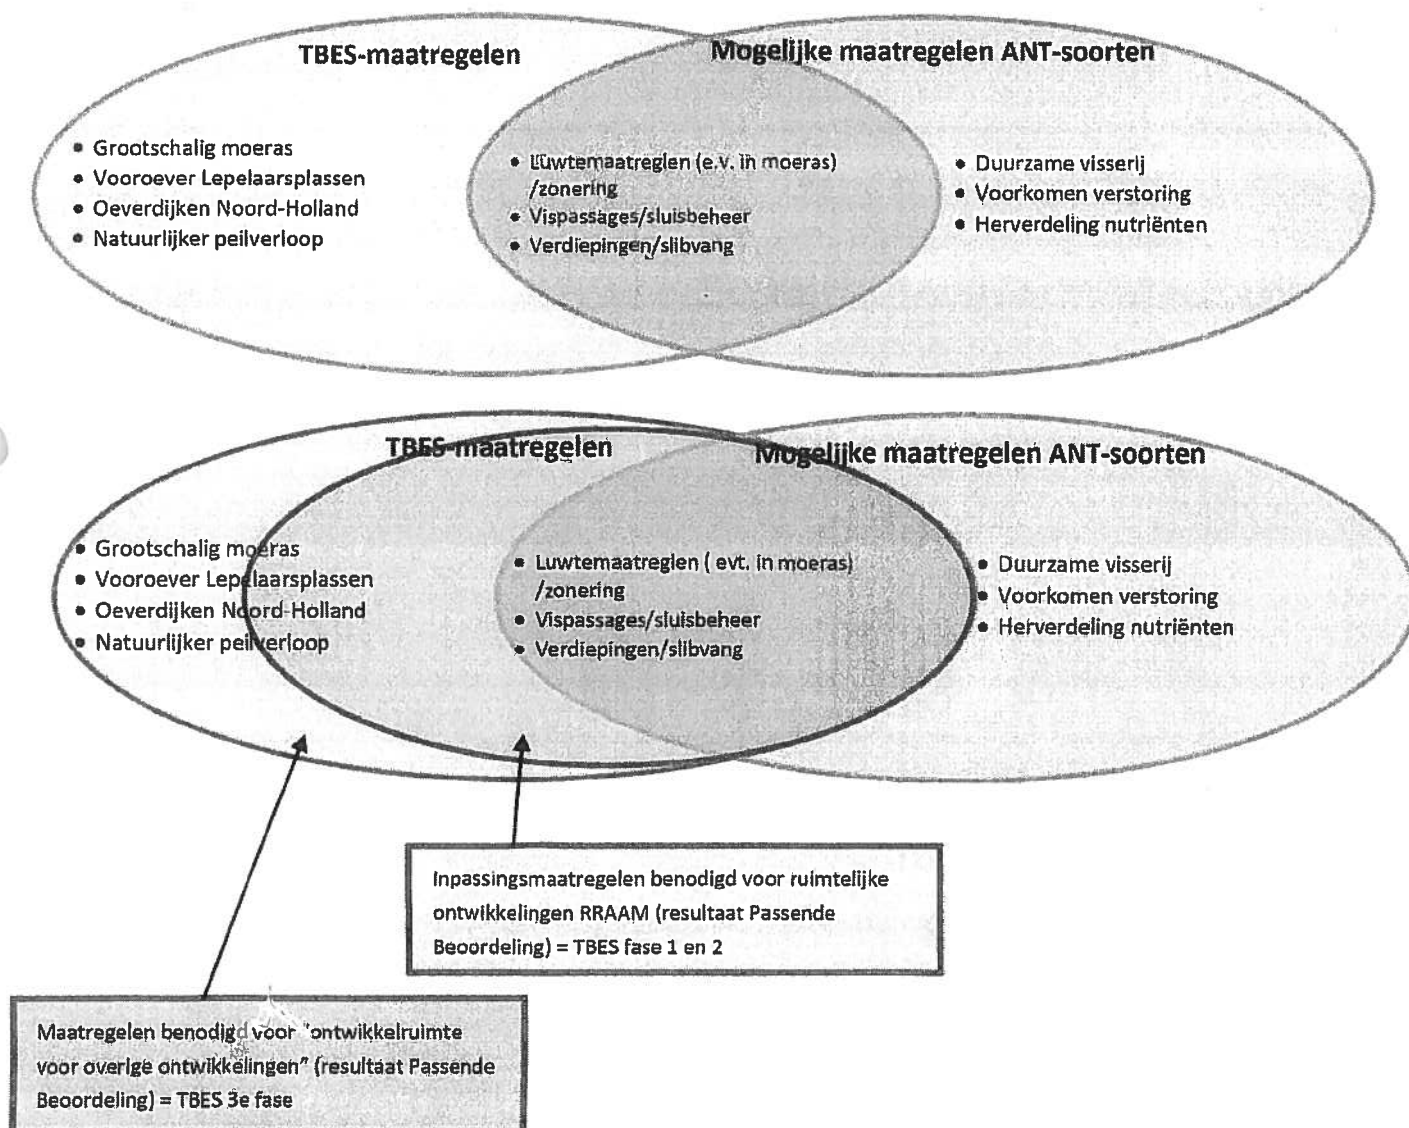 TBES-maatregelen
Mogelijke maatregelen ANT-soorten
• Grootschalig moeras
• Vooroever Lepelaarsplassen
• Oeverdijken Noord-Holland
• Natuurlijker peilverloop
• Luwtemaatreglen (e.v. in moeras)
/zonering
• Vispassages/sluisbeheer
• Verdiepingen/slibvang
• Duurzame visserij
• Voorkomen verstoring
• Herverdeling nutriënten
TBES-maatregelen
Mogelijke maatregelen ANT-soorten
• Grootschalig moeras
• Vooroever Lepelaarsplassen
• Oeverdijken Noord-Holland
• Natuurlijker peilverloop
• Luwtemaatreglen ( evt. in moeras)
/zonering
• Vispassages/sluisbeheer
• Verdiepingen/slibvang
• Duurzame visserij
• Voorkomen verstoring
• Herverdeling nutriënten
Inpassingsmaatregelen benodigd voor ruimtelijke
ontwikkelingen RRAAM (resultaat Passende
Beoordeling) = TBES fase 1 en 2
Maatregelen benodigd voor "ontwikkelruimte
voor overige ontwikkelingen" (resultaat Passende
Beoordeling) = TBES 3e fase